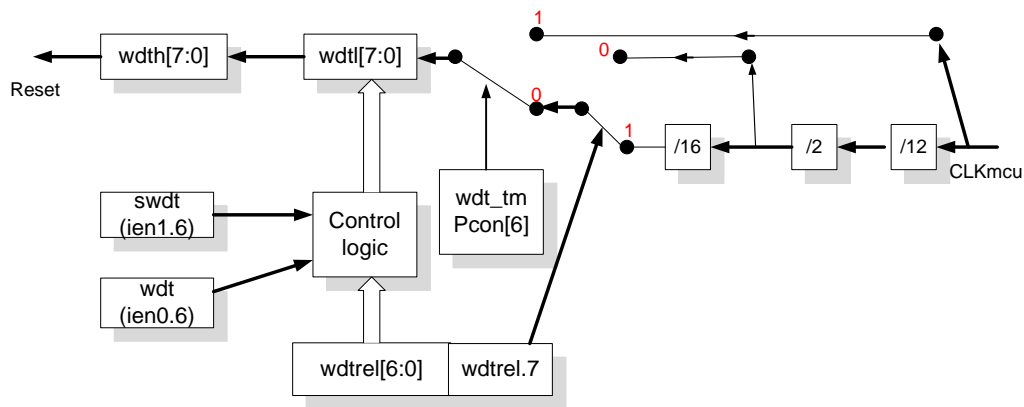 1
0
wdth[7:0]
wdtl[7:0]
Reset
0
1
/16
/2
/12
CLKmcu
wdt_tm
Pcon[6]
swdt
(ien1.6)
Control
logic
wdt
(ien0.6)
wdtrel[6:0]
wdtrel.7